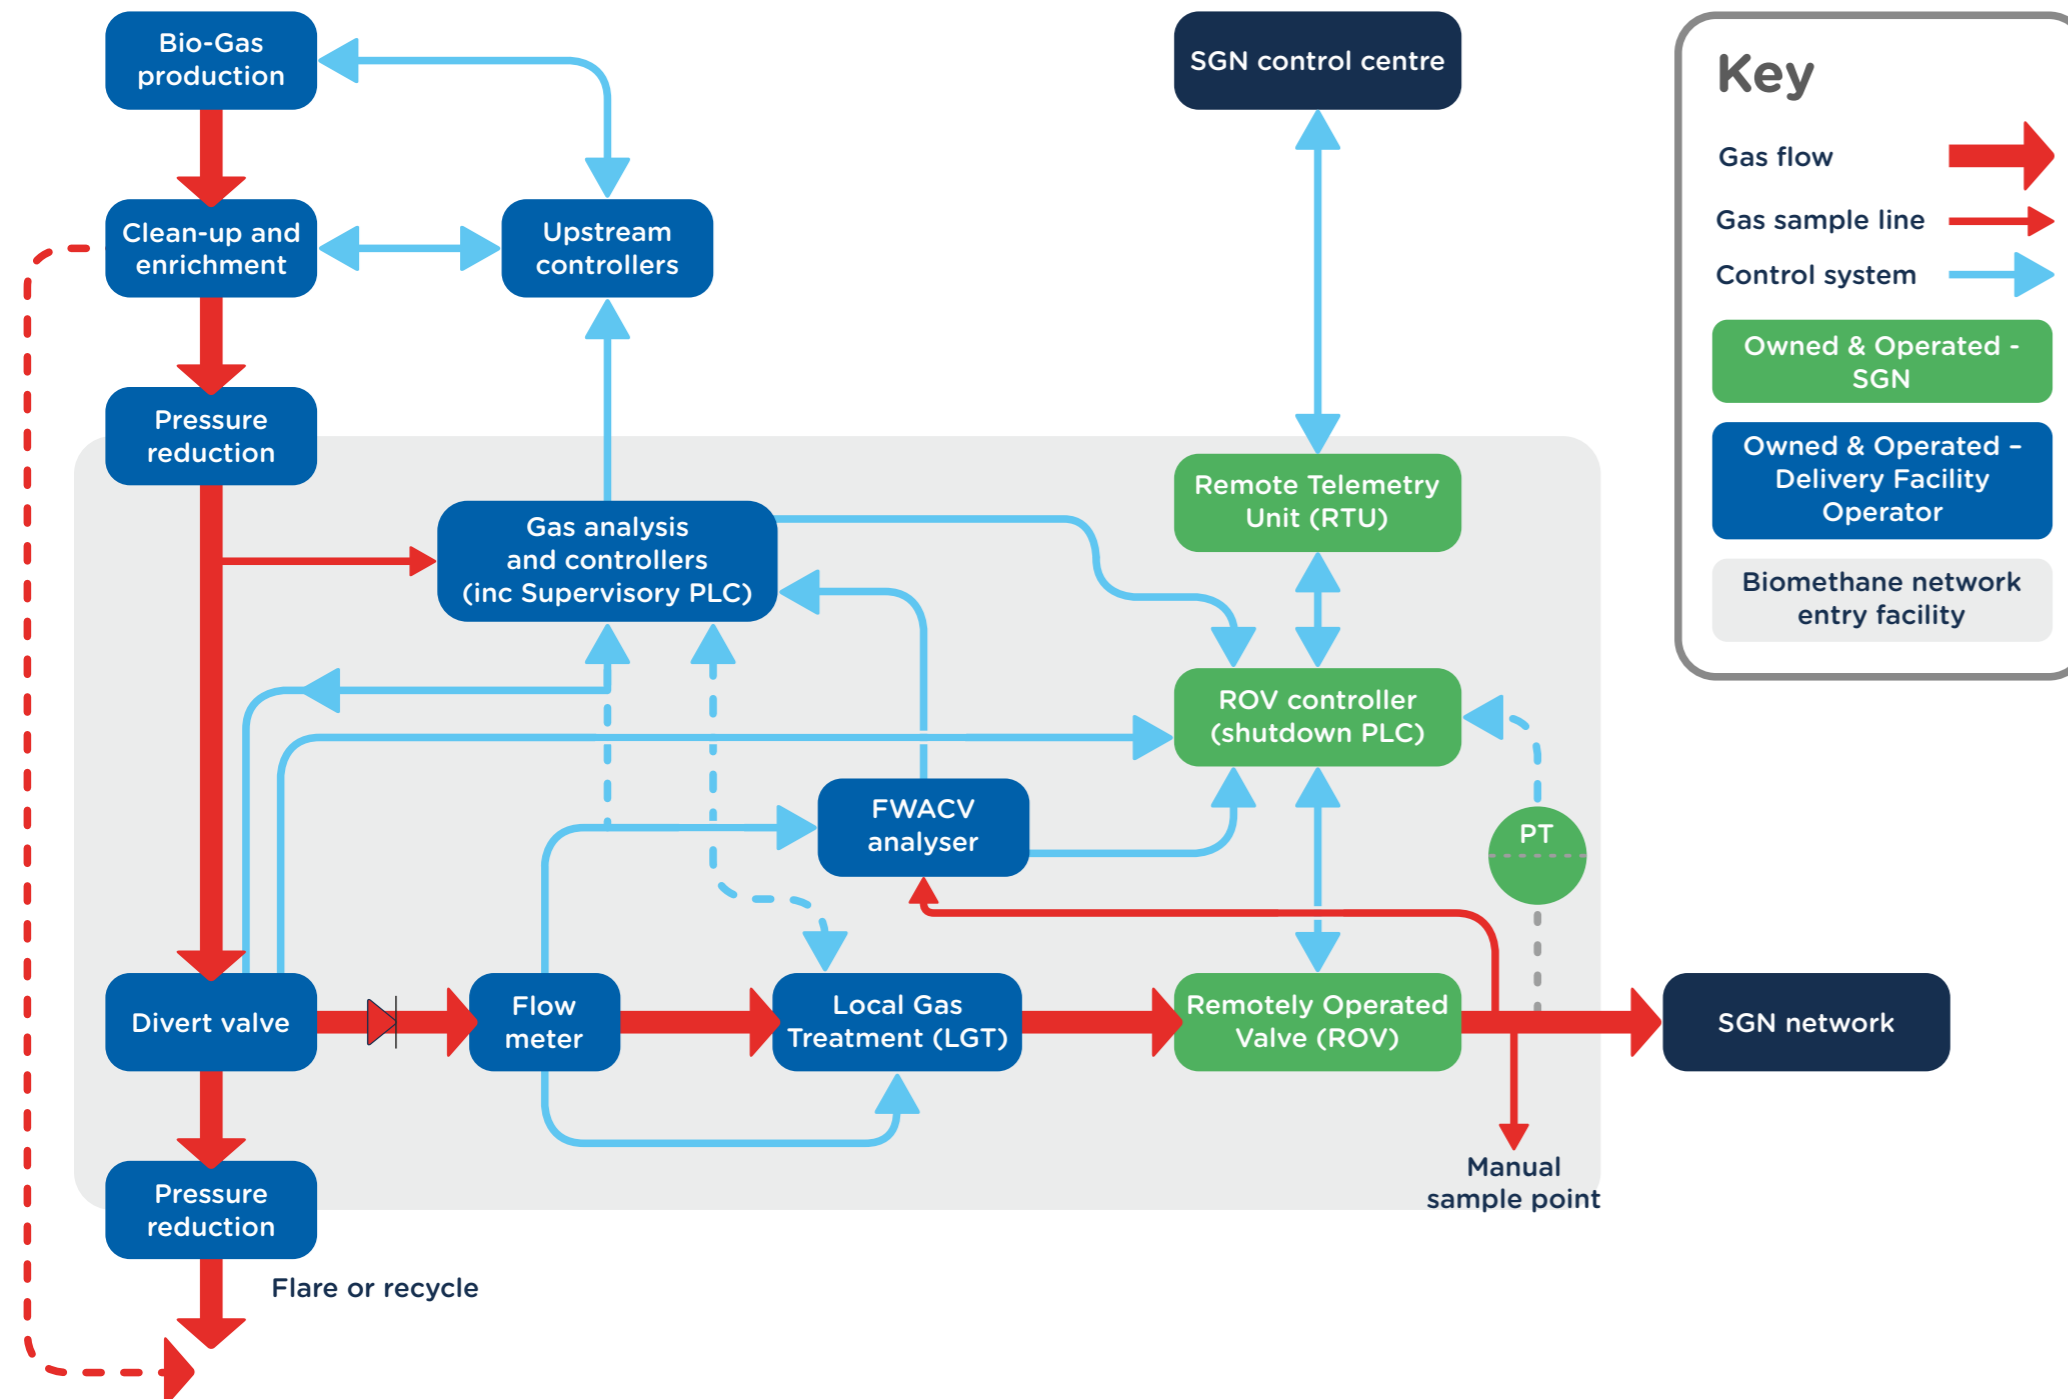 Bio-Gas
production
SGN control centre
Key
Gas flow
Gas sample line
Control system
Owned & Operated -
SGN
Owned & Operated –
Delivery Facility
Operator
Biomethane network
entry facility
Clean-up and
enrichment
Upstream
controllers
Pressure
reduction
Gas analysis
and controllers
(inc Supervisory PLC)
Remote Telemetry
Unit (RTU)
ROV controller
(shutdown PLC)
FWACV
analyser
PT
Divert valve
Flow
meter
Local Gas
Treatment (LGT)
Remotely Operated
Valve (ROV)
SGN network
Manual
sample point
Pressure
reduction
Flare or recycle